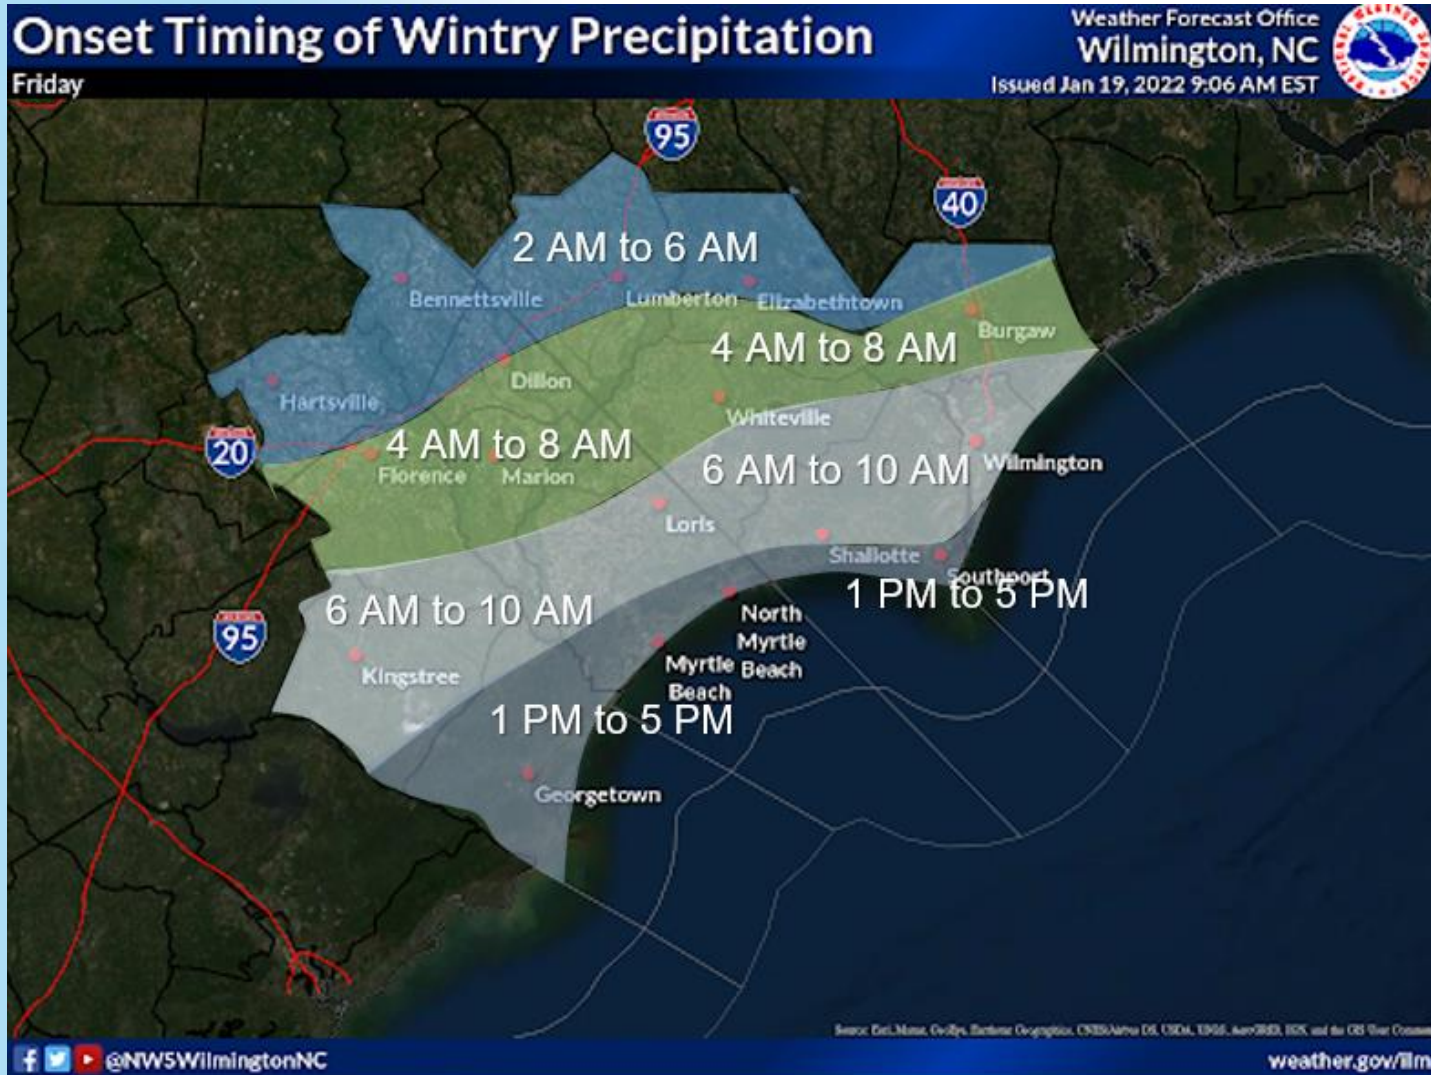 Onset Timing of Wintry Precipitation
Friday
Weather Forecast Office
Wilmington, NC
Issued Jan 19, 2022 9:06 AM EST
95
40
2 AM to 6 AM
Bennettsville
Lumberton
Elizabethtown
Burgaw
4 AM to 8 AM
Dillon
Hartsville
Whiteville
20
4 AM to 8 AM
Florence
Marion
6 AM to 10 AM
Wilmington
Loris
Shallotte
Southport
1 PM to 5 PM
6 AM to 10 AM
95
North
Myrtle
Beach
Kingstree
Myrtle
Beach
1 PM to 5 PM
Georgetown
@NWSWilmingtonNC
weather.gov/ilm